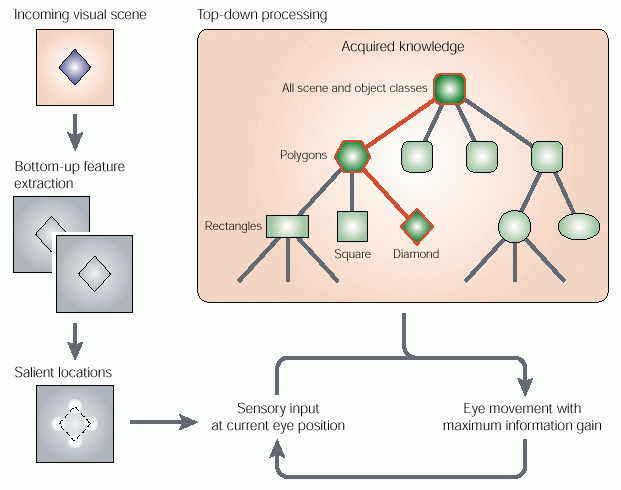 Incoming visual scene
Top-down processing
Acquired knowledge
All scene and object classes
Bottom-up feature
extraction
Polygons
Rectangles
Square
Diamond
Salient locations
Sensory input
at current eye position
Eye movement with
maximum information gain